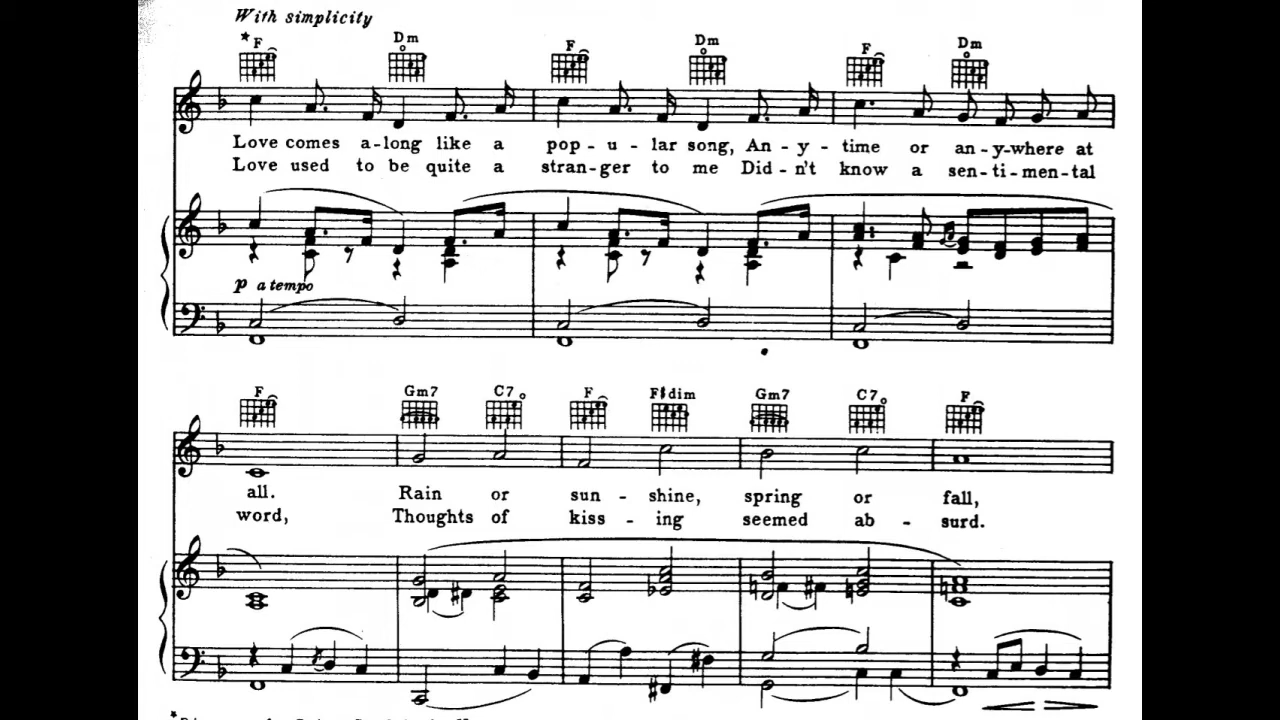 With simplicity
* F Dm F Dm F Dm
Love comes a-long like a pop-u-lar song, An-y-time or an-y-where at
Love used to be quite a stran-ger to me Did-n't know a sen-ti-men-tal
p a tempo
F Gm7 C7 F F♯dim Gm7 C7 F
all. Rain or sun-shine, spring or fall,
word, Thoughts of kiss-ing seemed ab-surd.